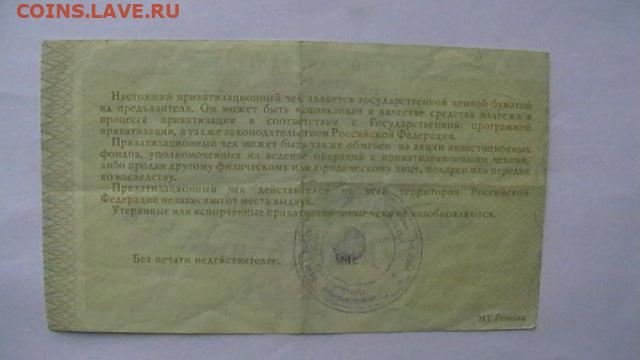 COINS.LAVE.RU
Настоящий приватизационный чек является государственной ценной бумагой
на предъявителя. Он может быть использован в качестве средства платежа в
процессе приватизации в соответствии с Государственной программой
приватизации, а также законодательством Российской Федерации.
Приватизационный чек может быть также обменен на акции инвестиционных
фондов, уполномоченных на ведение операций с приватизационными чеками,
либо продан другому физическому или юридическому лицу, подарен или передан
по наследству.
Приватизационный чек действителен на всей территории Российской
Федерации независимо от места выдачи.
Утерянные или испорченные приватизационные чеки не возобновляются.
Без печати недействителен.
МТ Гознака